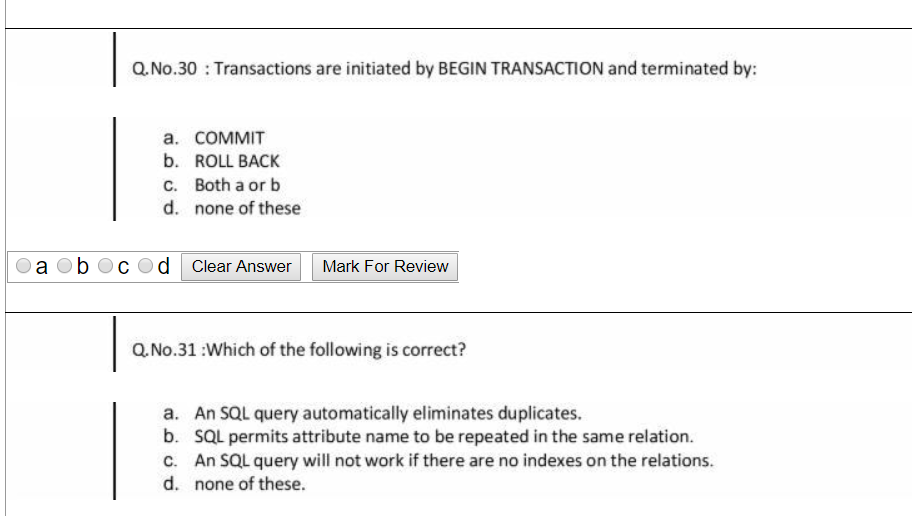 Q.No.30 : Transactions are initiated by BEGIN TRANSACTION and terminated by:
a. COMMIT
b. ROLL BACK
c. Both a or b
d. none of these
a b c d Clear Answer Mark For Review
Q.No.31 :Which of the following is correct?
a. An SQL query automatically eliminates duplicates.
b. SQL permits attribute name to be repeated in the same relation.
c. An SQL query will not work if there are no indexes on the relations.
d. none of these.